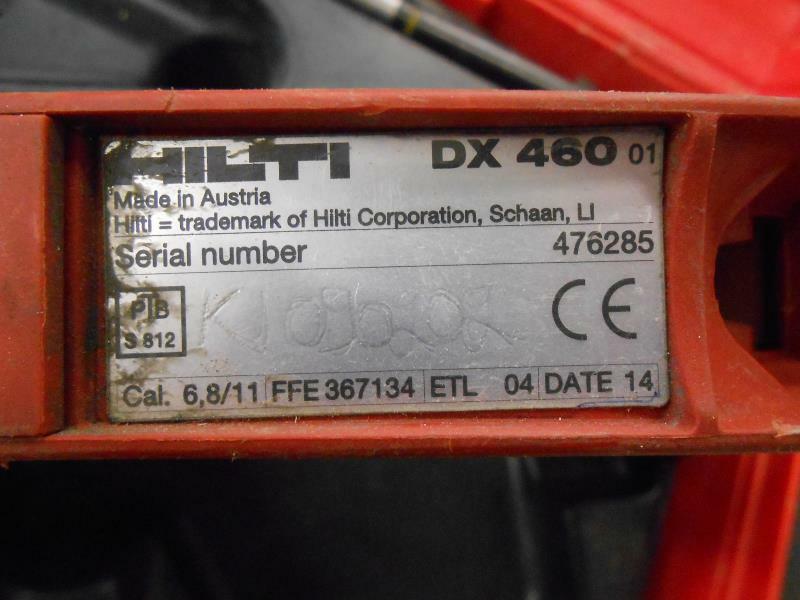 HILTI DX 460 01
Made in Austria
Hilti = trademark of Hilti Corporation, Schaan, LI
Serial number 476285
PTB
S 812
CE
Cal. 6,8/11 FFE 367134 ETL 04 DATE 14